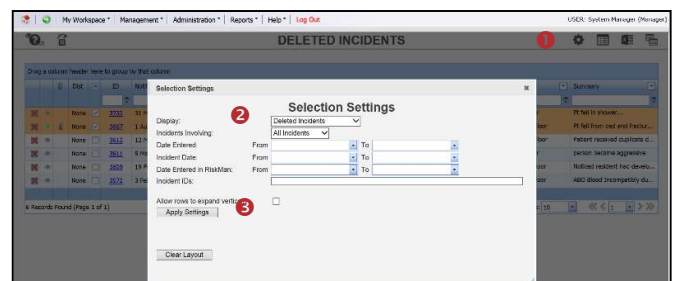 My Workspace Management Administration Reports Help Log Out USER: System Manager (Manager)
DELETED INCIDENTS 1
Drag a column header here to group by that column
Dist ID Summary
Selection Settings
Selection Settings
2
Display: Deleted Incidents
Incidents Involving: All Incidents
Date Entered: From To
Incident Date: From To
Date Entered in RiskMan: From To
Incident IDs:
Allow rows to expand
3
Apply Settings
Clear Layout
None 3733 Pt fell in shower...
None 3667 Pt fell from bed and fractur...
None 3612 Patient received duplicate d...
None 3611 person became aggressive
None Noticed resident had develo...
None 3572 ABO Blood Incompatibly du...
6 Records Found (Page 1 of 1) 10 1